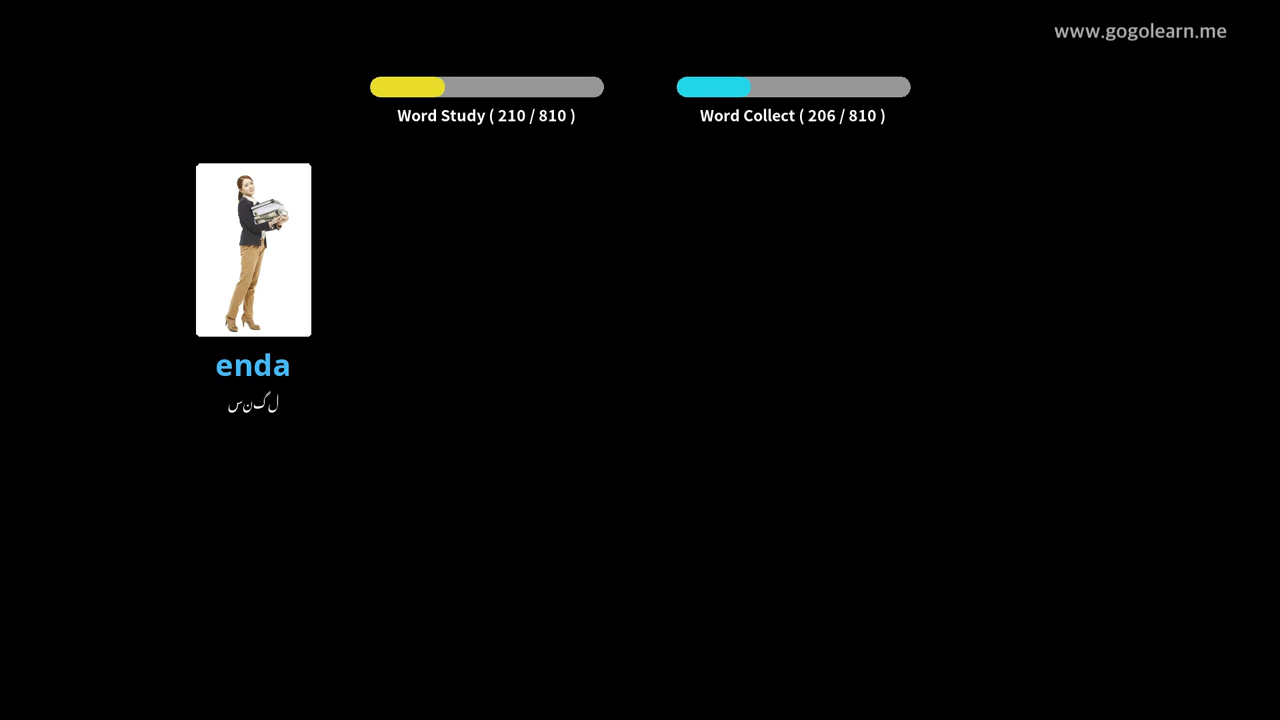 www.gogolearn.me
Word Study ( 210 / 810 )
Word Collect ( 206 / 810 )
enda
ل گ ن س